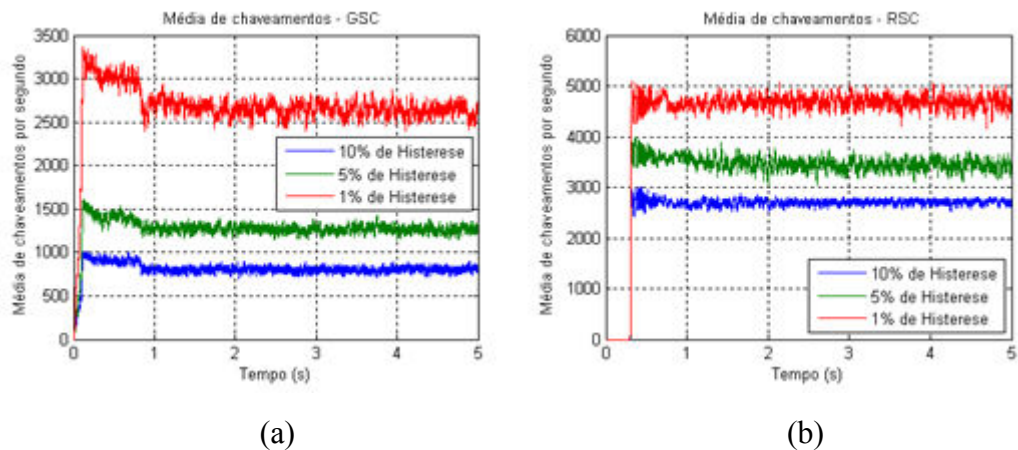 Média de chaveamentos - GSC
Média de chaveamentos por segundo
3500
3000
2500
2000
1500
1000
500
0
10% de Histerese
5% de Histerese
1% de Histerese
0 1 2 3 4 5
Tempo (s)
(a)
Média de chaveamentos - RSC
Média de chaveamentos por segundo
6000
5000
4000
3000
2000
1000
0
10% de Histerese
5% de Histerese
1% de Histerese
0 1 2 3 4 5
Tempo (s)
(b)